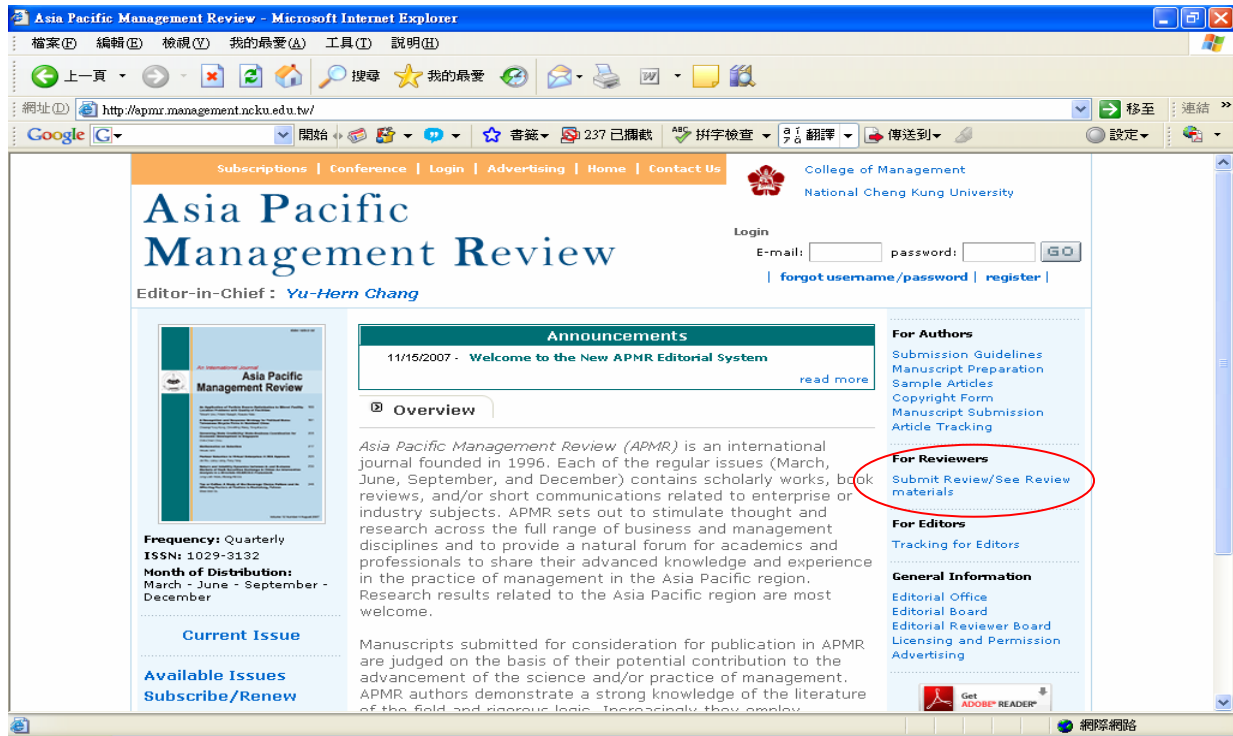 Asia Pacific Management Review - Microsoft Internet Explorer
檔案(F) 編輯(E) 檢視(V) 我的最愛(A) 工具(T) 說明(H)
上一頁 搜尋 我的最愛
網址(D) http://apmr.management.ncku.edu.tw/ 移至 連結 »
Google G 開始 書籤 237 已攔截 ABC 拼字檢查 翻譯 傳送到 設定
Subscriptions | Conference | Login | Advertising | Home | Contact Us
College of Management
National Cheng Kung University
Asia Pacific
Management Review
Login
E-mail: password: GO
| forgot username/password | register |
Editor-in-Chief : Yu-Hern Chang
An International Journal
Asia Pacific
Management Review
Frequency: Quarterly
ISSN: 1029-3132
Month of Distribution:
March - June - September -
December
Current Issue
Available Issues
Subscribe/Renew
Announcements
11/15/2007 - Welcome to the New APMR Editorial System
read more
Overview
Asia Pacific Management Review (APMR) is an international
journal founded in 1996. Each of the regular issues (March,
June, September, and December) contains scholarly works, book
reviews, and/or short communications related to enterprise or
industry subjects. APMR sets out to stimulate thought and
research across the full range of business and management
disciplines and to provide a natural forum for academics and
professionals to share their advanced knowledge and experience
in the practice of management in the Asia Pacific region.
Research results related to the Asia Pacific region are most
welcome.
Manuscripts submitted for consideration for publication in APMR
are judged on the basis of their potential contribution to the
advancement of the science and/or practice of management.
APMR authors demonstrate a strong knowledge of the literature
of the field and rigorous logic. Increasingly they employ
For Authors
Submission Guidelines
Manuscript Preparation
Sample Articles
Copyright Form
Manuscript Submission
Article Tracking
For Reviewers
Submit Review/See Review
materials
For Editors
Tracking for Editors
General Information
Editorial Office
Editorial Board
Editorial Reviewer Board
Licensing and Permission
Advertising
Get
ADOBE® READER®
網際網路